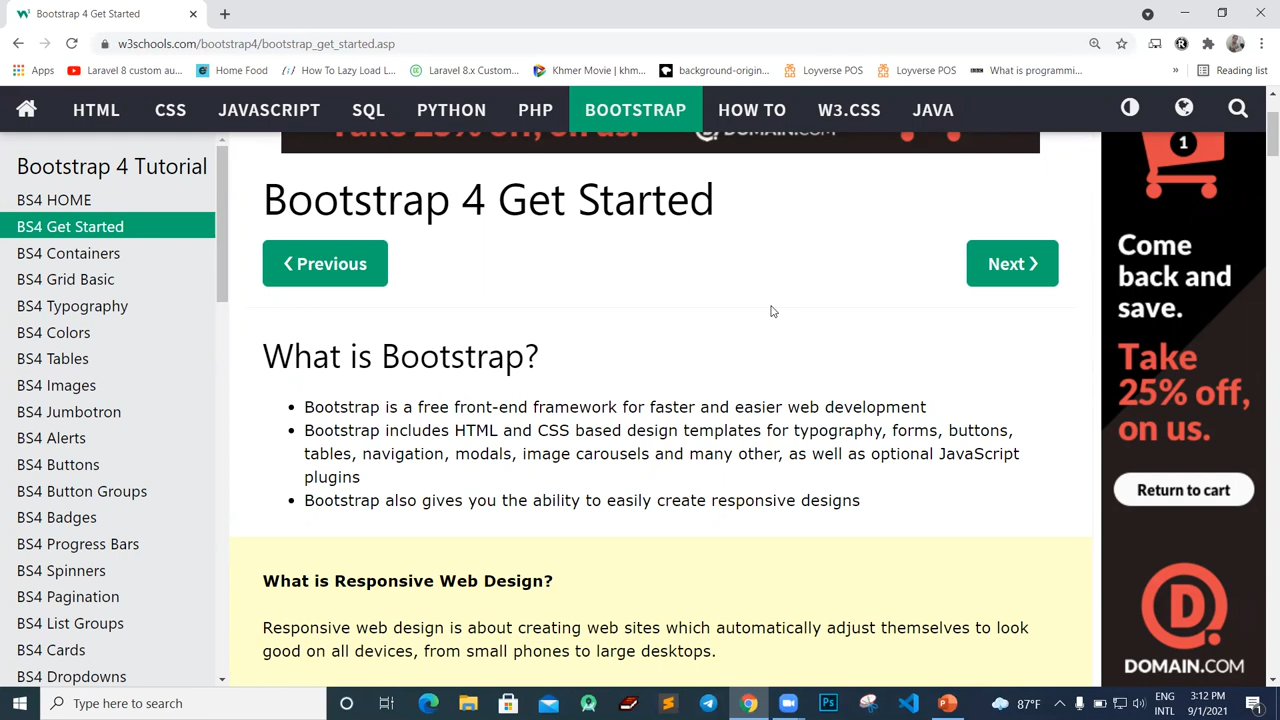 Bootstrap 4 Get Started
w3schools.com/bootstrap4/bootstrap_get_started.asp
Apps Laravel 8 custom au... Home Food How To Lazy Load L... Laravel 8.x Custom... Khmer Movie | khm... background-origin... Loyverse POS Loyverse POS What is programmi... » Reading list
HTML CSS JAVASCRIPT SQL PYTHON PHP BOOTSTRAP HOW TO W3.CSS JAVA
Take 25% off, on us. DOMAIN.COM
Bootstrap 4 Tutorial
BS4 HOME
BS4 Get Started
BS4 Containers
BS4 Grid Basic
BS4 Typography
BS4 Colors
BS4 Tables
BS4 Images
BS4 Jumbotron
BS4 Alerts
BS4 Buttons
BS4 Button Groups
BS4 Badges
BS4 Progress Bars
BS4 Spinners
BS4 Pagination
BS4 List Groups
BS4 Cards
BS4 Dropdowns
Bootstrap 4 Get Started
❮ Previous
Next ❯
What is Bootstrap?
• Bootstrap is a free front-end framework for faster and easier web development
• Bootstrap includes HTML and CSS based design templates for typography, forms, buttons,
tables, navigation, modals, image carousels and many other, as well as optional JavaScript
plugins
• Bootstrap also gives you the ability to easily create responsive designs
What is Responsive Web Design?
Responsive web design is about creating web sites which automatically adjust themselves to look
good on all devices, from small phones to large desktops.
1
Come
back and
save.
Take
25% off,
on us.
Return to cart
D
DOMAIN.COM
Type here to search
87°F
ENG
INTL
3:12 PM
9/1/2021
1